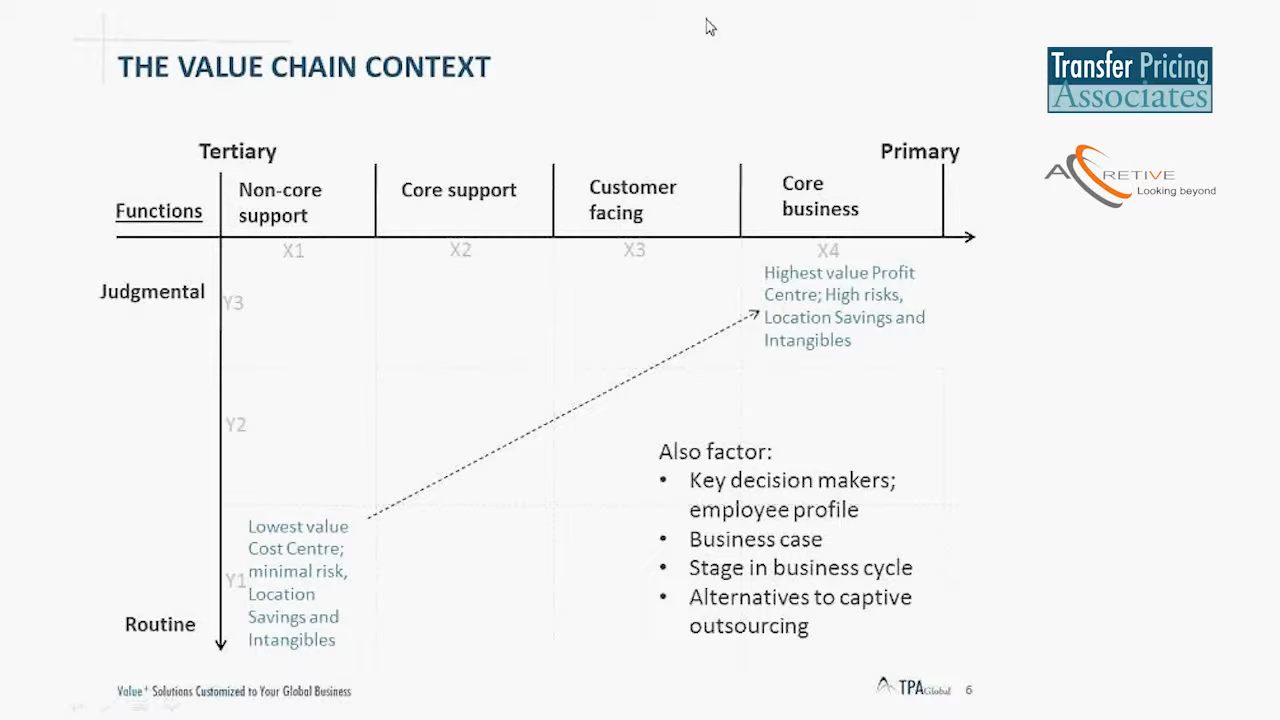 THE VALUE CHAIN CONTEXT
Transfer Pricing
Associates
ACCRETIVE
Looking beyond
Tertiary
Primary
Functions
Non-core
support
Core support
Customer
facing
Core
business
X1
X2
X3
X4
Judgmental
Y3
Highest value Profit
Centre; High risks,
Location Savings and
Intangibles
Y2
Also factor:
• Key decision makers;
employee profile
• Business case
• Stage in business cycle
• Alternatives to captive
outsourcing
Lowest value
Cost Centre;
minimal risk,
Location
Savings and
Intangibles
Y1
Routine
Value+ Solutions Customized to Your Global Business
TPA Global
6